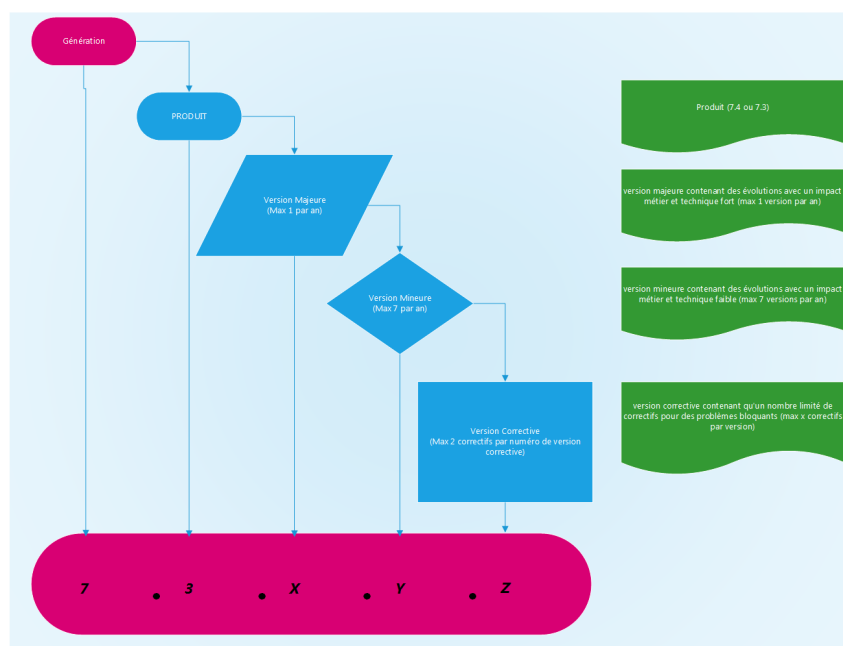 Génération
PRODUIT
Produit (7.4 ou 7.3)
Version Majeure
(Max 1 par an)
version majeure contenant des évolutions avec un impact
métier et technique fort (max 1 version par an)
Version Mineure
(Max 7 par an)
version mineure contenant des évolutions avec un impact
métier et technique faible (max 7 versions par an)
Version Corrective
(Max 2 correctifs par numéro de version
corrective)
version corrective contenant qu'un nombre limité de
correctifs pour des problèmes bloquants (max x correctifs
par version)
7 . 3 . X . Y . Z